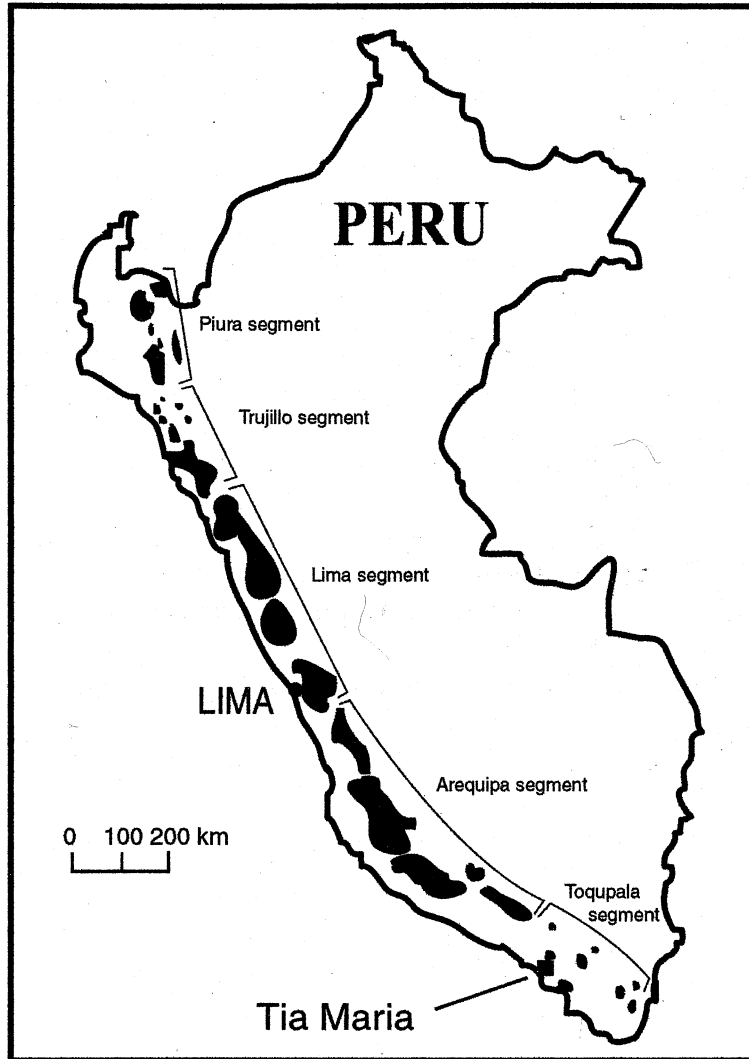 PERU
Piura segment
Trujillo segment
Lima segment
LIMA
Arequipa segment
0 100 200 km
Toqupala
segment
Tia Maria